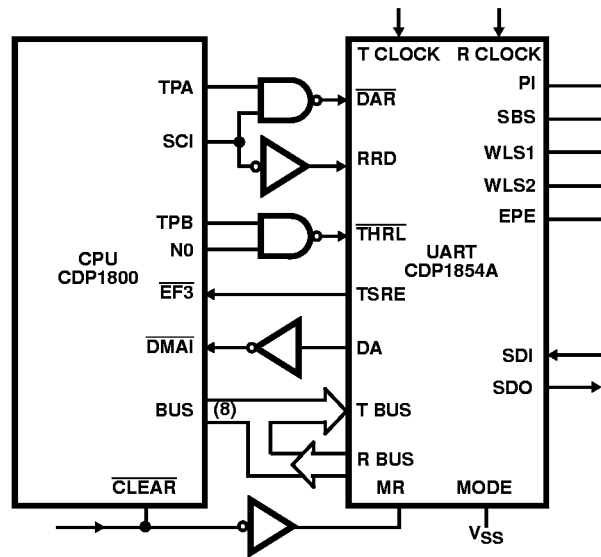 T CLOCK R CLOCK
TPA
DAR
PI
SBS
SCI
RRD
WLS1
WLS2
TPB
THRL
EPE
N0
CPU
CDP1800
UART
CDP1854A
EF3
TSRE
DMAI
DA
SDI
SDO
BUS
(8)
T BUS
R BUS
CLEAR
MR
MODE
VSS